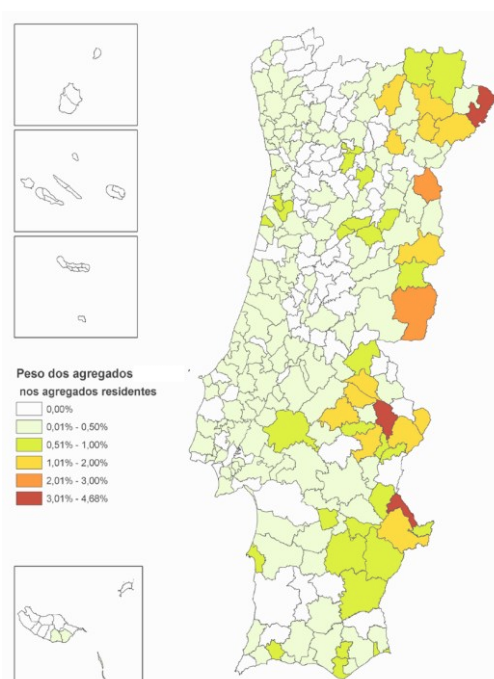 Peso dos agregados
nos agregados residentes
0,00%
0,01% - 0,50%
0,51% - 1,00%
1,01% - 2,00%
2,01% - 3,00%
3,01% - 4,68%